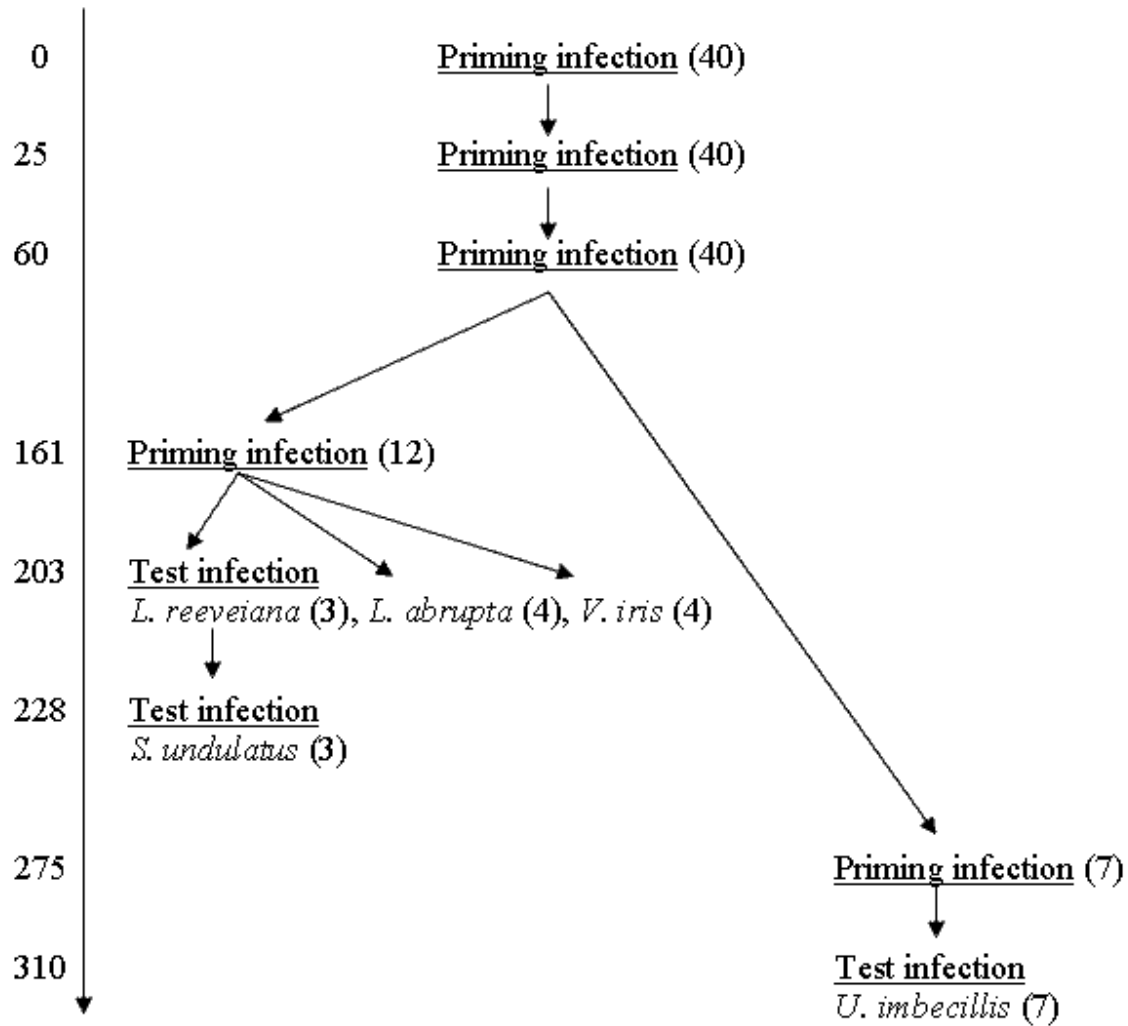 0 Priming infection (40)
25 Priming infection (40)
60 Priming infection (40)
161 Priming infection (12)
203 Test infection
L. reeveiana (3), L. abrupta (4), V. iris (4)
228 Test infection
S. undulatus (3)
275 Priming infection (7)
310 Test infection
U. imbecillis (7)